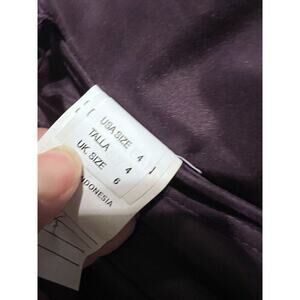 USA SIZE 4
TALLA 4
UK. SIZE 6
INDONESIA